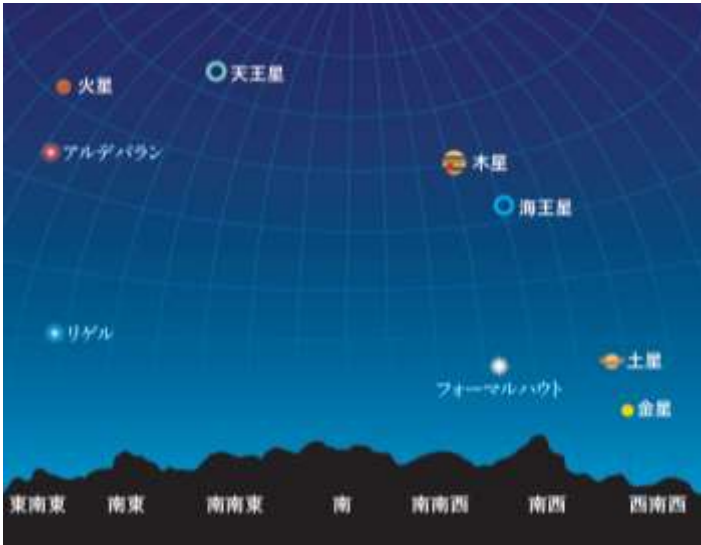 天王星
火星
アルデバラン
木星
海王星
リゲル
土星
フォーマルハウト
金星
東南東 南東 南南東 南 南南西 南西 西南西